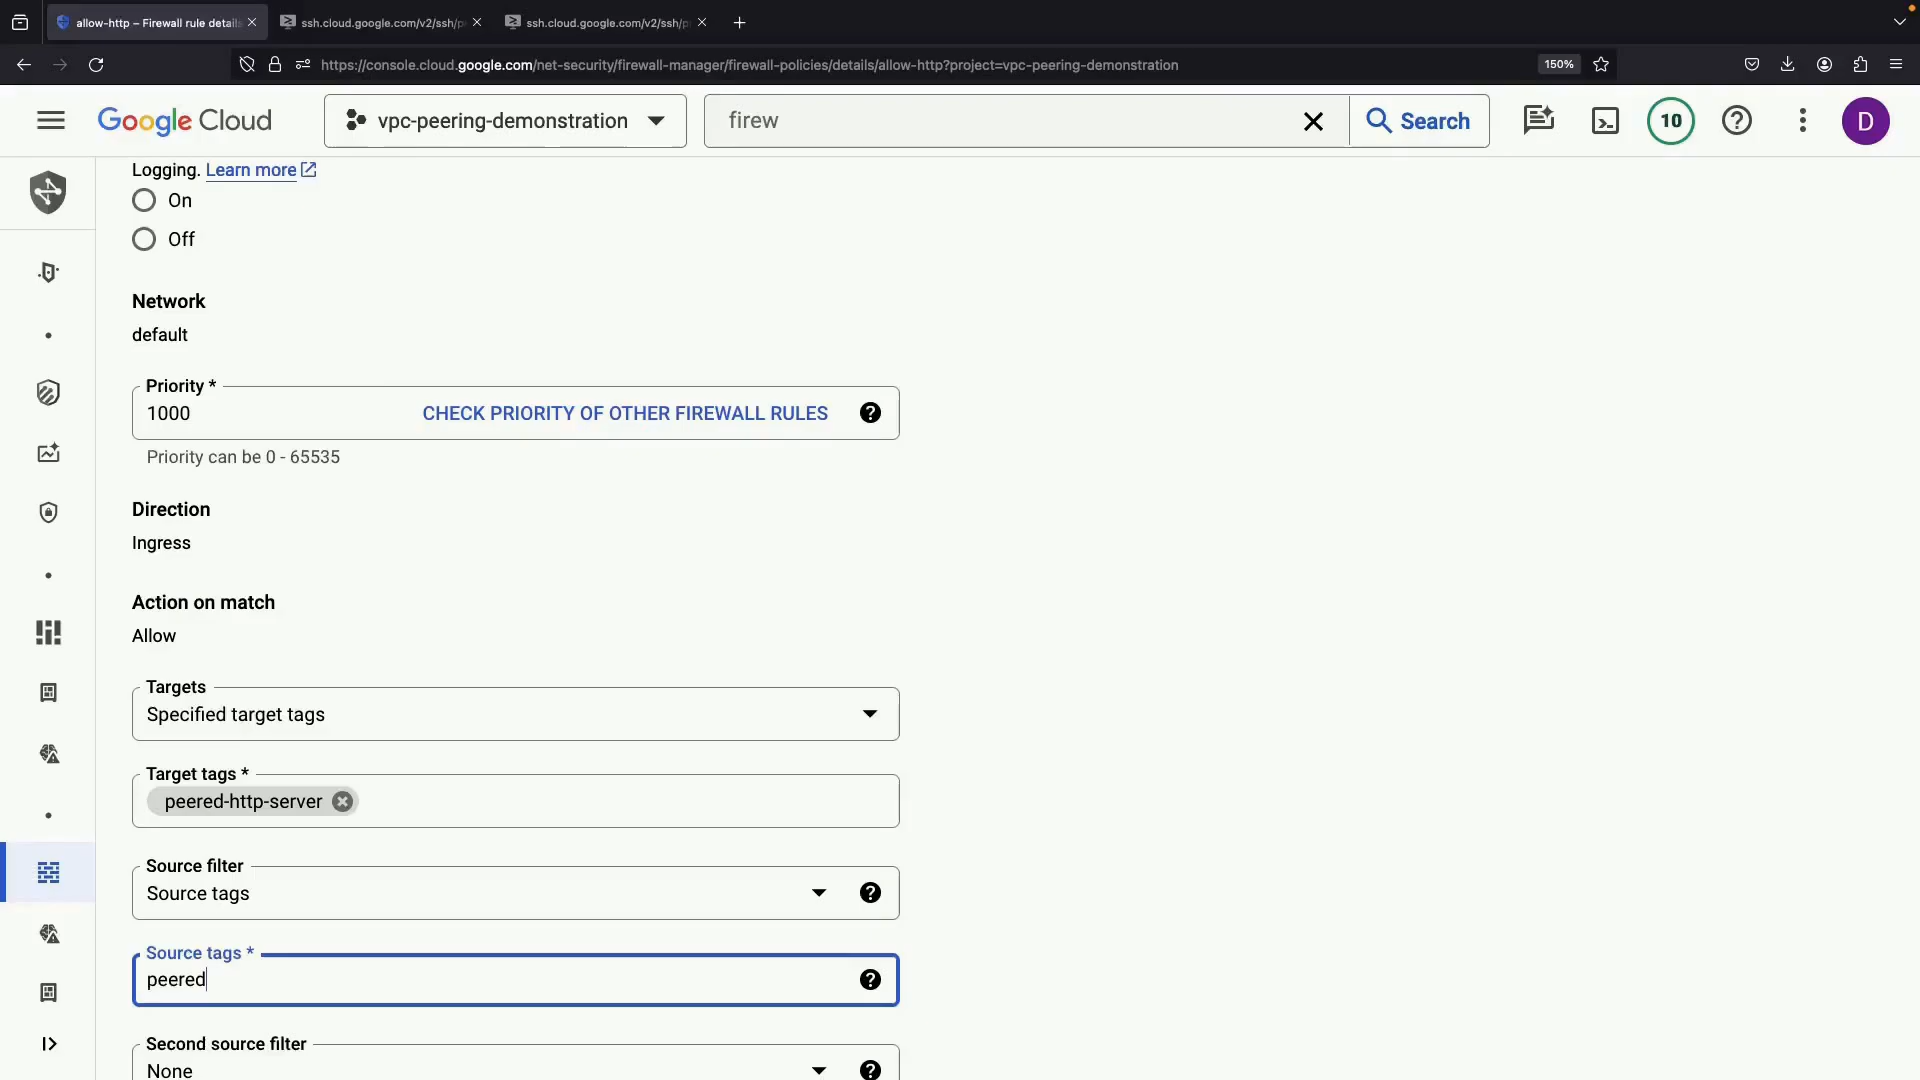 allow-http – Firewall rule details
ssh.cloud.google.com/v2/ssh/p
ssh.cloud.google.com/v2/ssh/p
https://console.cloud.google.com/net-security/firewall-manager/firewall-policies/details/allow-http?project=vpc-peering-demonstration
150%
Google Cloud
vpc-peering-demonstration
firew
Search
10
D
Logging. Learn more
On
Off
Network
default
Priority *
1000
CHECK PRIORITY OF OTHER FIREWALL RULES
Priority can be 0 - 65535
Direction
Ingress
Action on match
Allow
Targets
Specified target tags
Target tags *
peered-http-server
Source filter
Source tags
Source tags *
peered
Second source filter
None